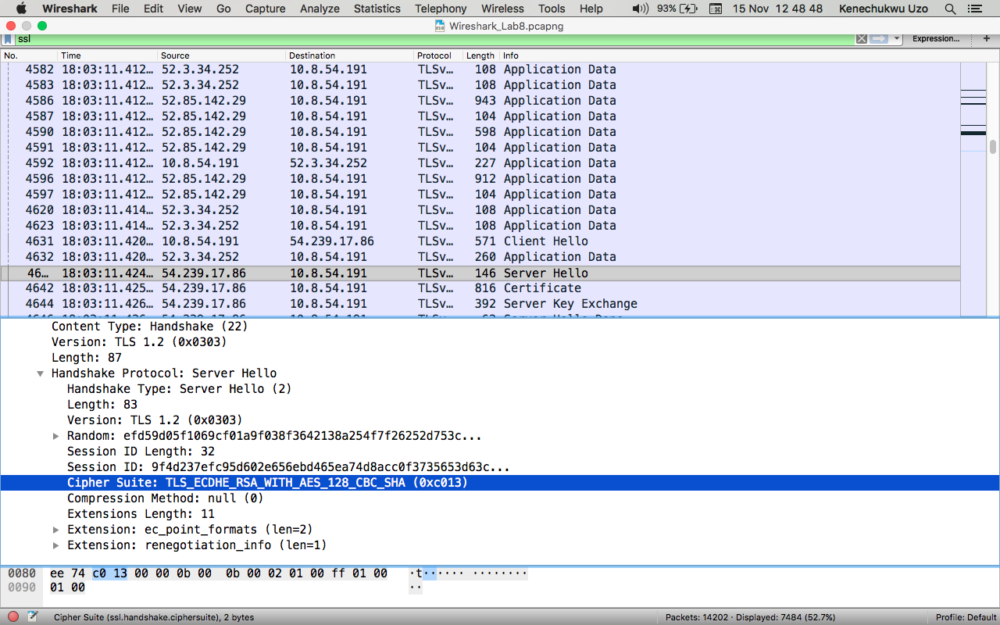 Wireshark File Edit View Go Capture Analyze Statistics Telephony Wireless Tools Help 93% 15 Nov 12 48 48 Kenechukwu Uzo
Wireshark_Lab8.pcapng
ssl Expression... +
No. Time Source Destination Protocol Length Info
4582 18:03:11.412… 52.3.34.252 10.8.54.191 TLSv… 108 Application Data
4583 18:03:11.412… 52.3.34.252 10.8.54.191 TLSv… 108 Application Data
4586 18:03:11.412… 52.85.142.29 10.8.54.191 TLSv… 943 Application Data
4587 18:03:11.412… 52.85.142.29 10.8.54.191 TLSv… 104 Application Data
4590 18:03:11.412… 52.85.142.29 10.8.54.191 TLSv… 598 Application Data
4591 18:03:11.412… 52.85.142.29 10.8.54.191 TLSv… 104 Application Data
4592 18:03:11.412… 10.8.54.191 52.3.34.252 TLSv… 227 Application Data
4596 18:03:11.412… 52.85.142.29 10.8.54.191 TLSv… 912 Application Data
4597 18:03:11.412… 52.85.142.29 10.8.54.191 TLSv… 104 Application Data
4620 18:03:11.414… 52.3.34.252 10.8.54.191 TLSv… 108 Application Data
4623 18:03:11.414… 52.3.34.252 10.8.54.191 TLSv… 108 Application Data
4631 18:03:11.420… 10.8.54.191 54.239.17.86 TLSv… 571 Client Hello
4632 18:03:11.420… 52.3.34.252 10.8.54.191 TLSv… 260 Application Data
46… 18:03:11.424… 54.239.17.86 10.8.54.191 TLSv… 146 Server Hello
4642 18:03:11.425… 54.239.17.86 10.8.54.191 TLSv… 816 Certificate
4644 18:03:11.426… 54.239.17.86 10.8.54.191 TLSv… 392 Server Key Exchange
Content Type: Handshake (22)
Version: TLS 1.2 (0x0303)
Length: 87
Handshake Protocol: Server Hello
Handshake Type: Server Hello (2)
Length: 83
Version: TLS 1.2 (0x0303)
Random: efd59d05f1069cf01a9f038f3642138a254f7f26252d753c...
Session ID Length: 32
Session ID: 9f4d237efc95d602e656ebd465ea74d8acc0f3735653d63c...
Cipher Suite: TLS_ECDHE_RSA_WITH_AES_128_CBC_SHA (0xc013)
Compression Method: null (0)
Extensions Length: 11
Extension: ec_point_formats (len=2)
Extension: renegotiation_info (len=1)
0080 ee 74 c0 13 00 00 0b 00 0b 00 02 01 00 ff 01 00 ·t······ ········
0090 01 00 ··
Cipher Suite (ssl.handshake.ciphersuite), 2 bytes Packets: 14202 · Displayed: 7484 (52.7%) Profile: Default